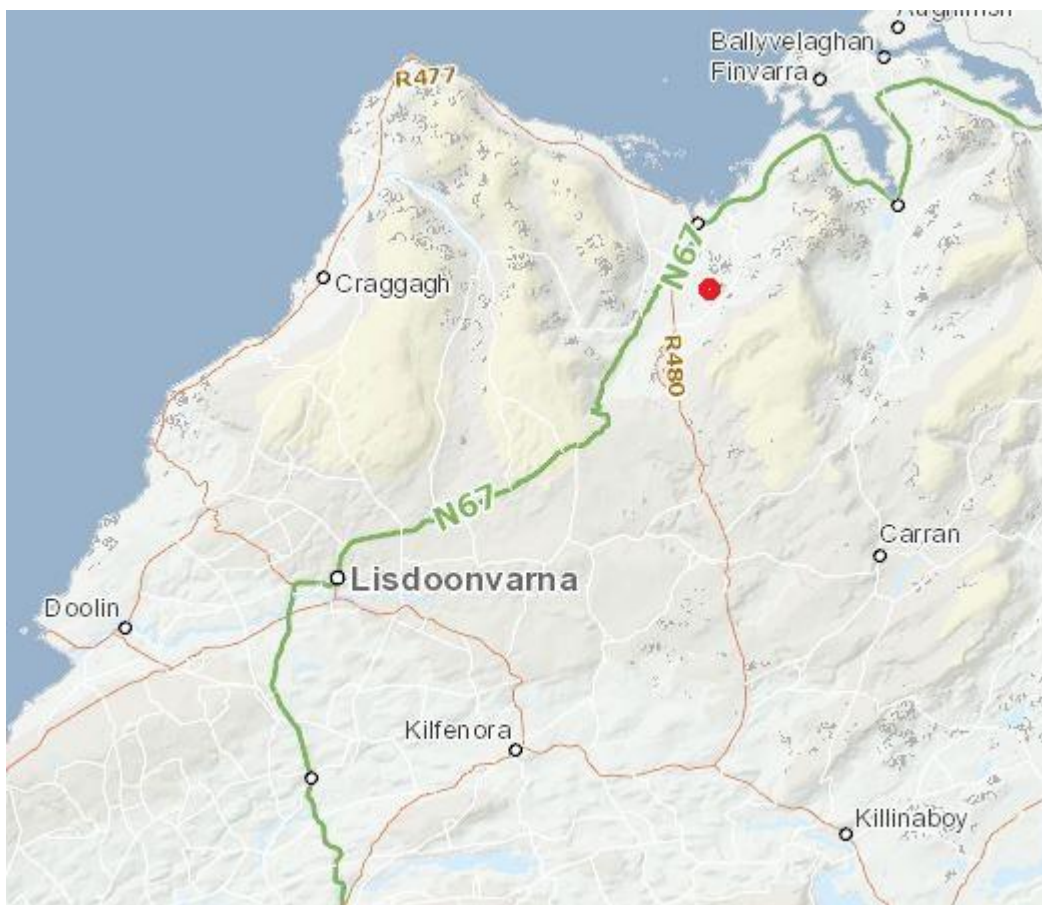 R477
Ballyvelaghan
Finvarra
N67
Craggagh
R480
N67
Carran
Lisdoonvarna
Doolin
Kilfenora
Killinaboy